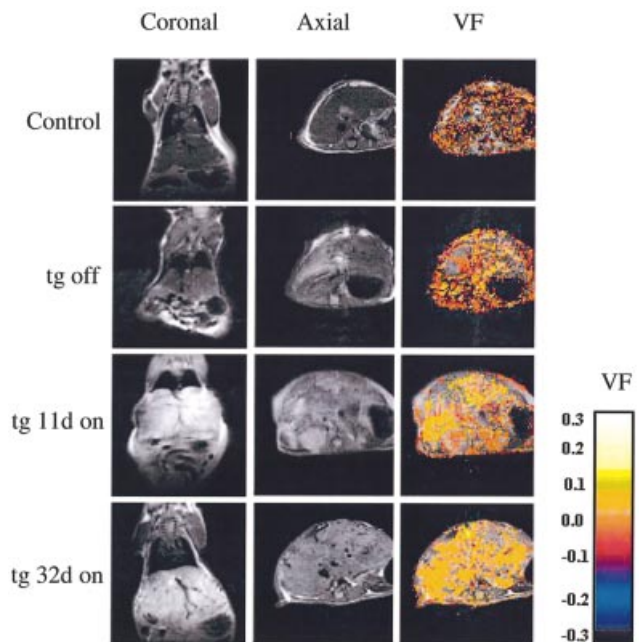 Coronal Axial VF
Control
tg off
tg 11d on
tg 32d on
VF
0.3
0.2
0.1
0.0
-0.1
-0.2
-0.3